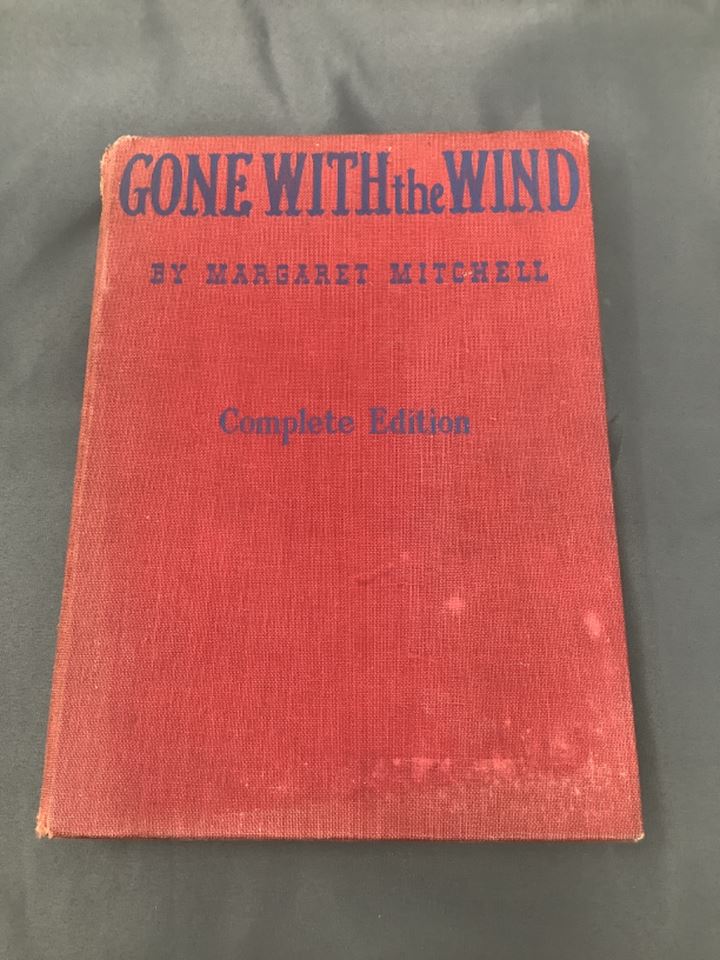 GONE WITH the WIND
BY MARGARET MITCHELL
Complete Edition